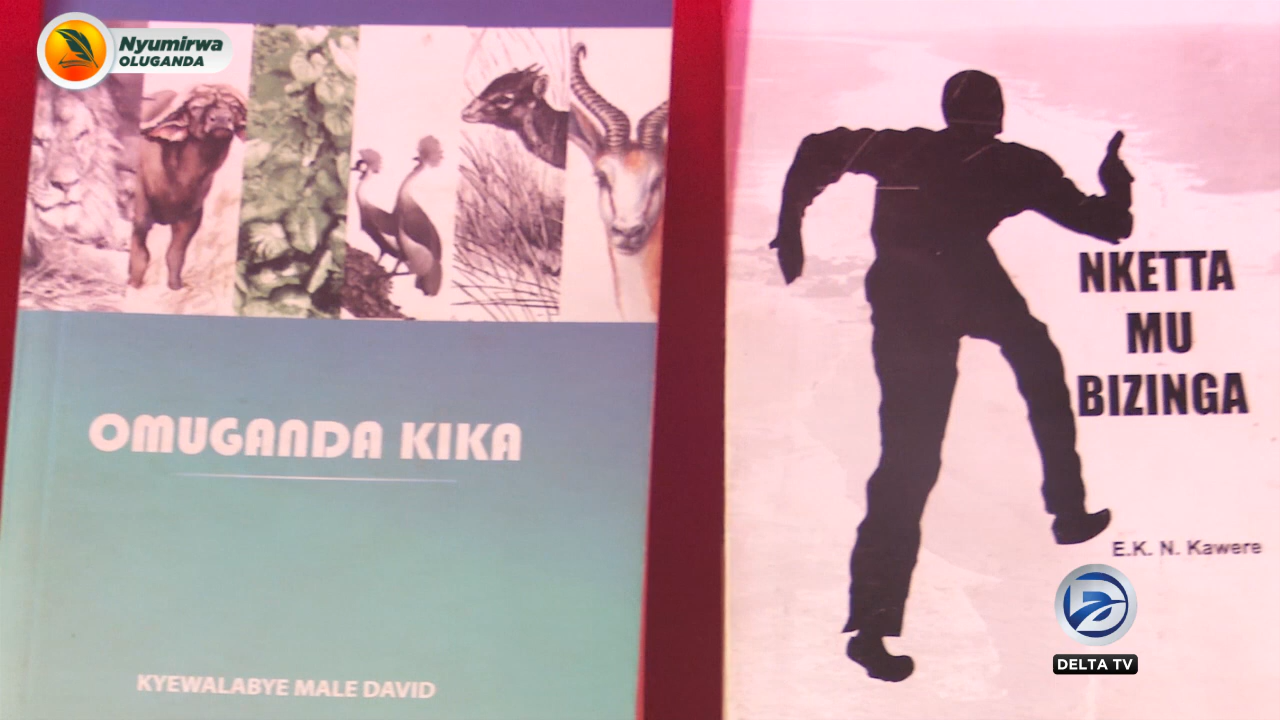 Nyumirwa
OLUGANDA
OMUGANDA KIKA
KYEWALABYE MALE DAVID
NKETTA
MU
BIZINGA
E.K. N. Kawere
DELTA TV